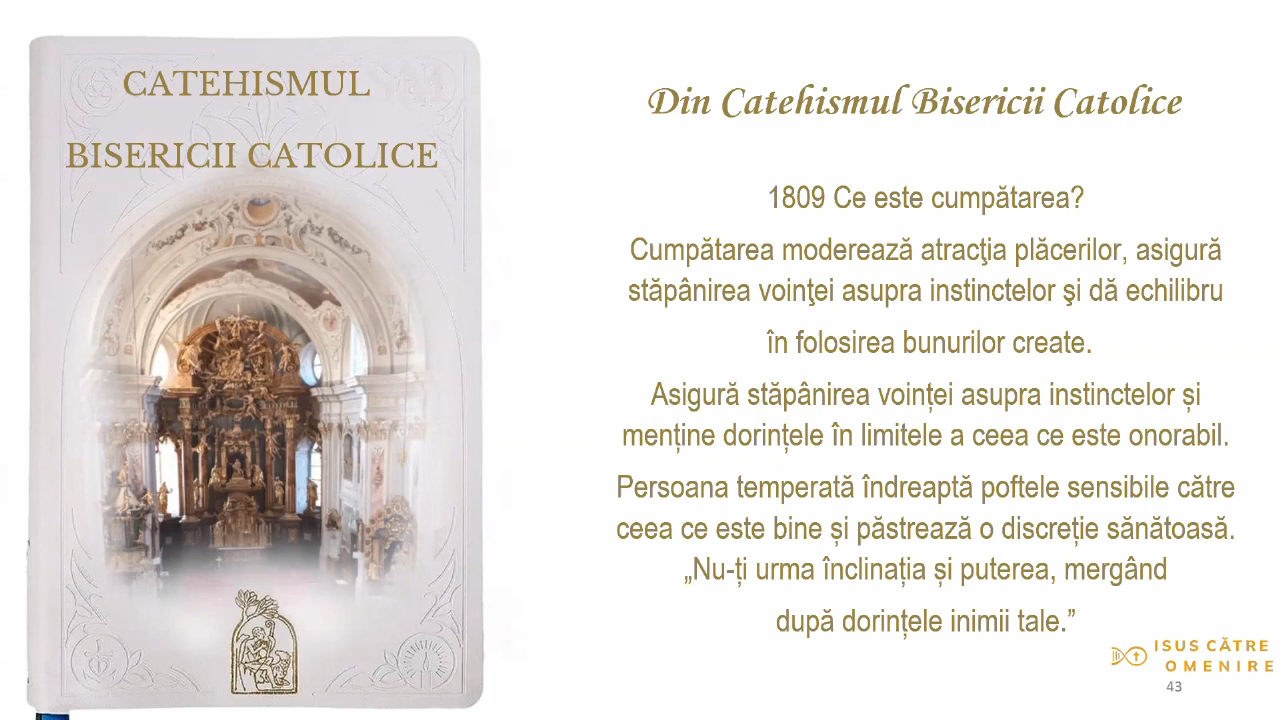 CATEHISMUL
BISERICII CATOLICE
Din Catehismul Bisericii Catolice
1809 Ce este cumpătarea?
Cumpătarea moderează atracţia plăcerilor, asigură
stăpânirea voinţei asupra instinctelor şi dă echilibru
în folosirea bunurilor create.
Asigură stăpânirea voinței asupra instinctelor și
menține dorințele în limitele a ceea ce este onorabil.
Persoana temperată îndreaptă poftele sensibile către
ceea ce este bine și păstrează o discreție sănătoasă.
„Nu-ți urma înclinația și puterea, mergând
după dorințele inimii tale.”
ISUS CĂTRE
OMENIRE
43